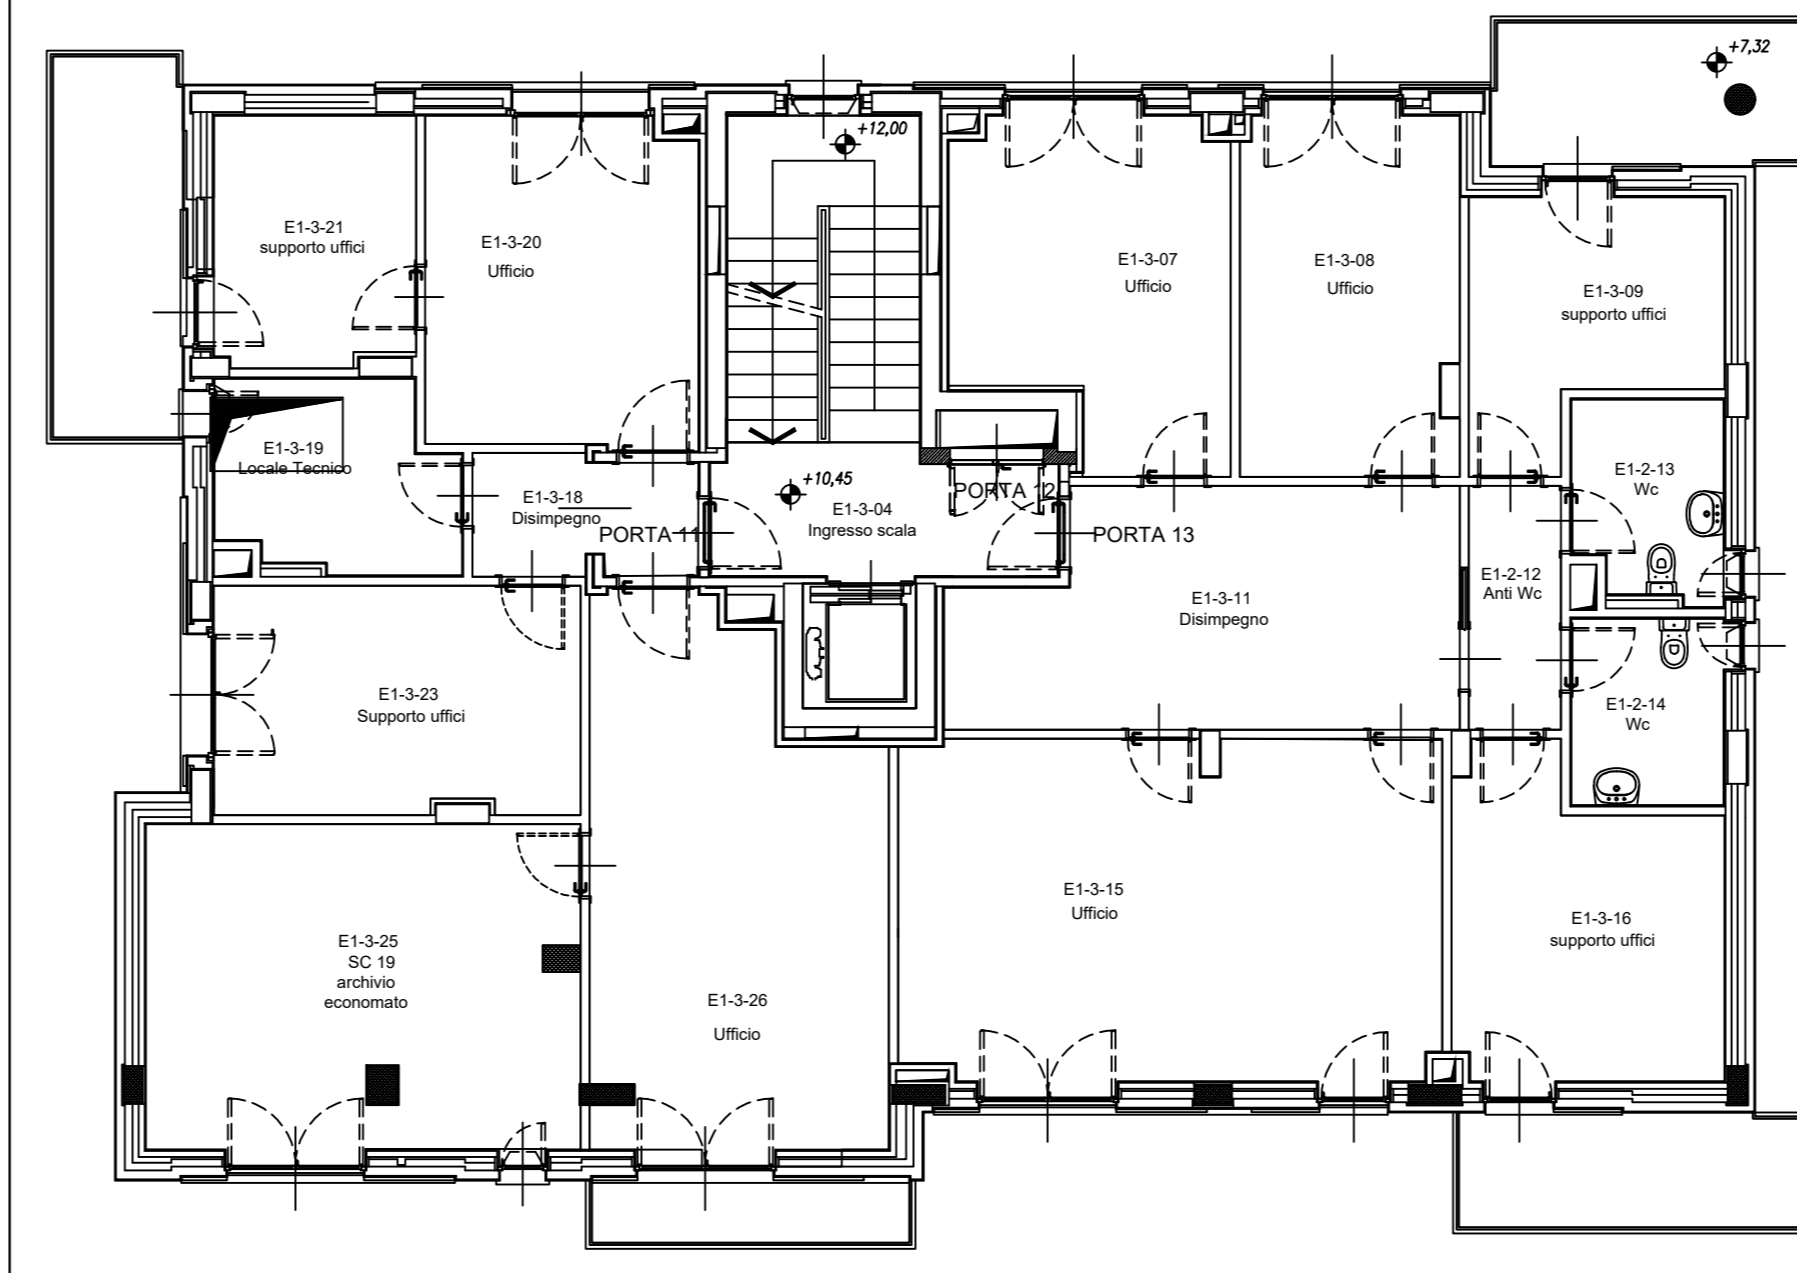 +7,32
+12,00
E1-3-21
supporto uffici
E1-3-20
Ufficio
E1-3-07
Ufficio
E1-3-08
Ufficio
E1-3-09
supporto uffici
E1-3-19
Locale Tecnico
E1-3-18
Disimpegno
PORTA 11
+10,45
E1-3-04
Ingresso scala
PORTA 12
PORTA 13
E1-2-13
Wc
E1-2-12
Anti Wc
E1-3-11
Disimpegno
E1-3-23
Supporto uffici
E1-2-14
Wc
E1-3-15
Ufficio
E1-3-16
supporto uffici
E1-3-25
SC 19
archivio
economato
E1-3-26
Ufficio